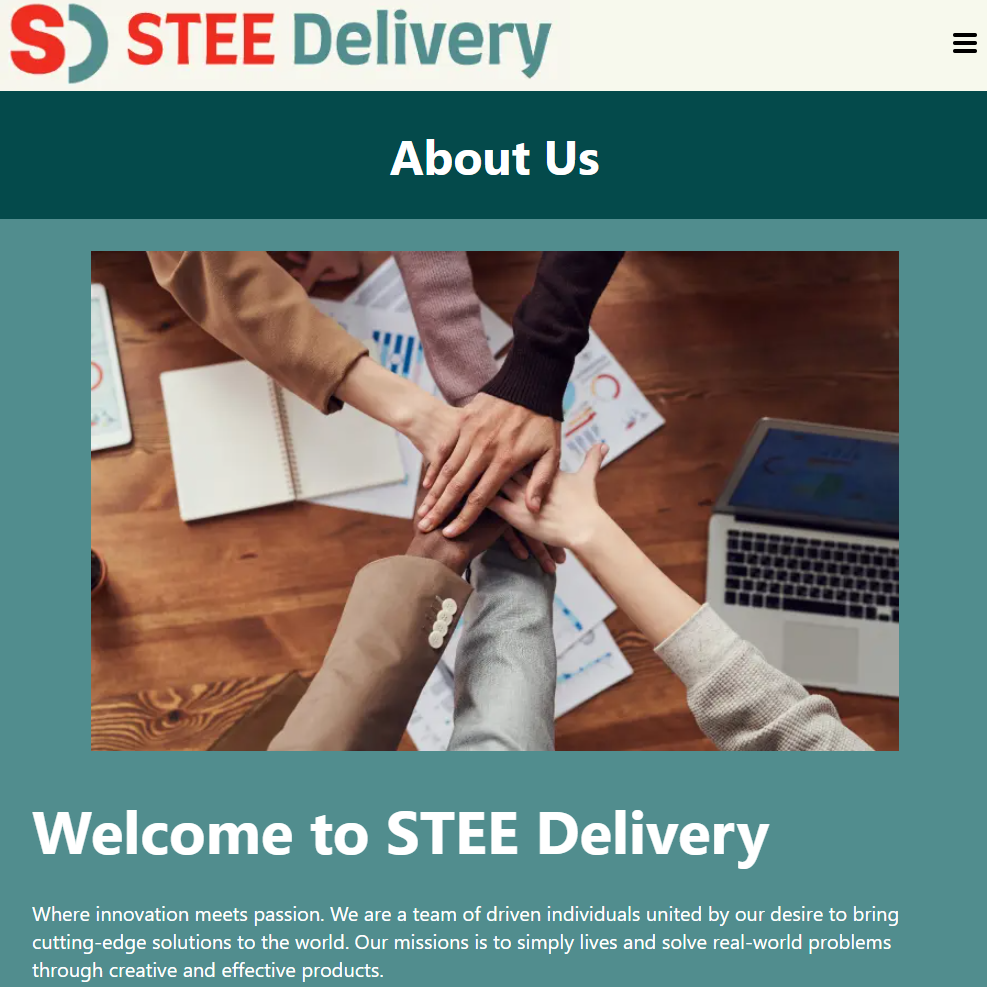 SD STEE Delivery
About Us
Welcome to STEE Delivery
Where innovation meets passion. We are a team of driven individuals united by our desire to bring
cutting-edge solutions to the world. Our missions is to simply lives and solve real-world problems
through creative and effective products.